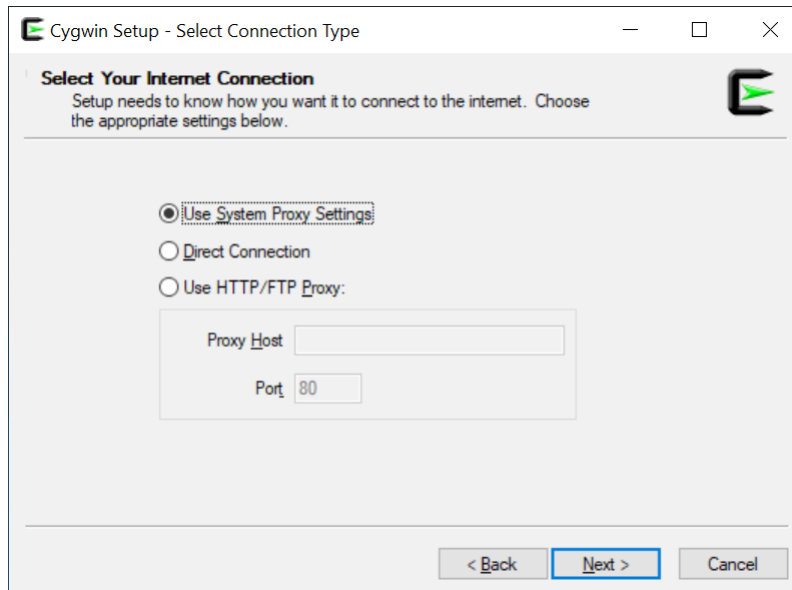 Cygwin Setup - Select Connection Type
Select Your Internet Connection
Setup needs to know how you want it to connect to the internet. Choose
the appropriate settings below.
Use System Proxy Settings
Direct Connection
Use HTTP/FTP Proxy:
Proxy Host
Port 80
< Back Next > Cancel